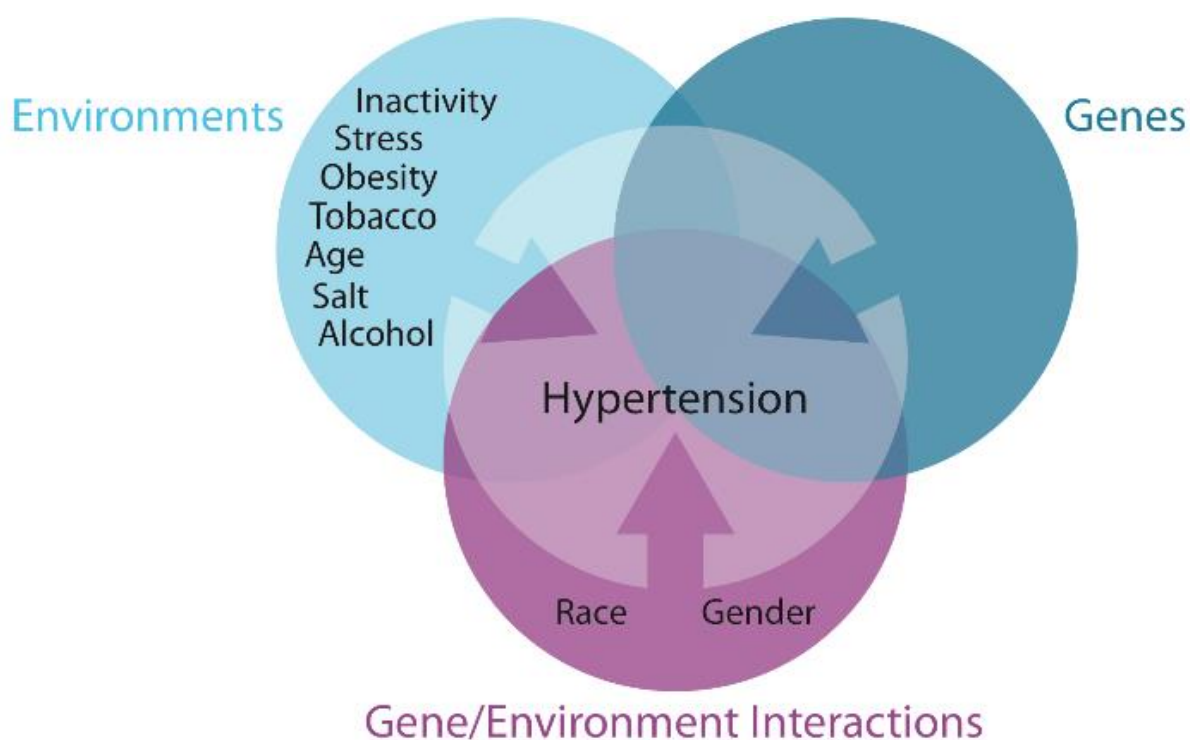 Environments
Genes
Inactivity
Stress
Obesity
Tobacco
Age
Salt
Alcohol
Hypertension
Race Gender
Gene/Environment Interactions